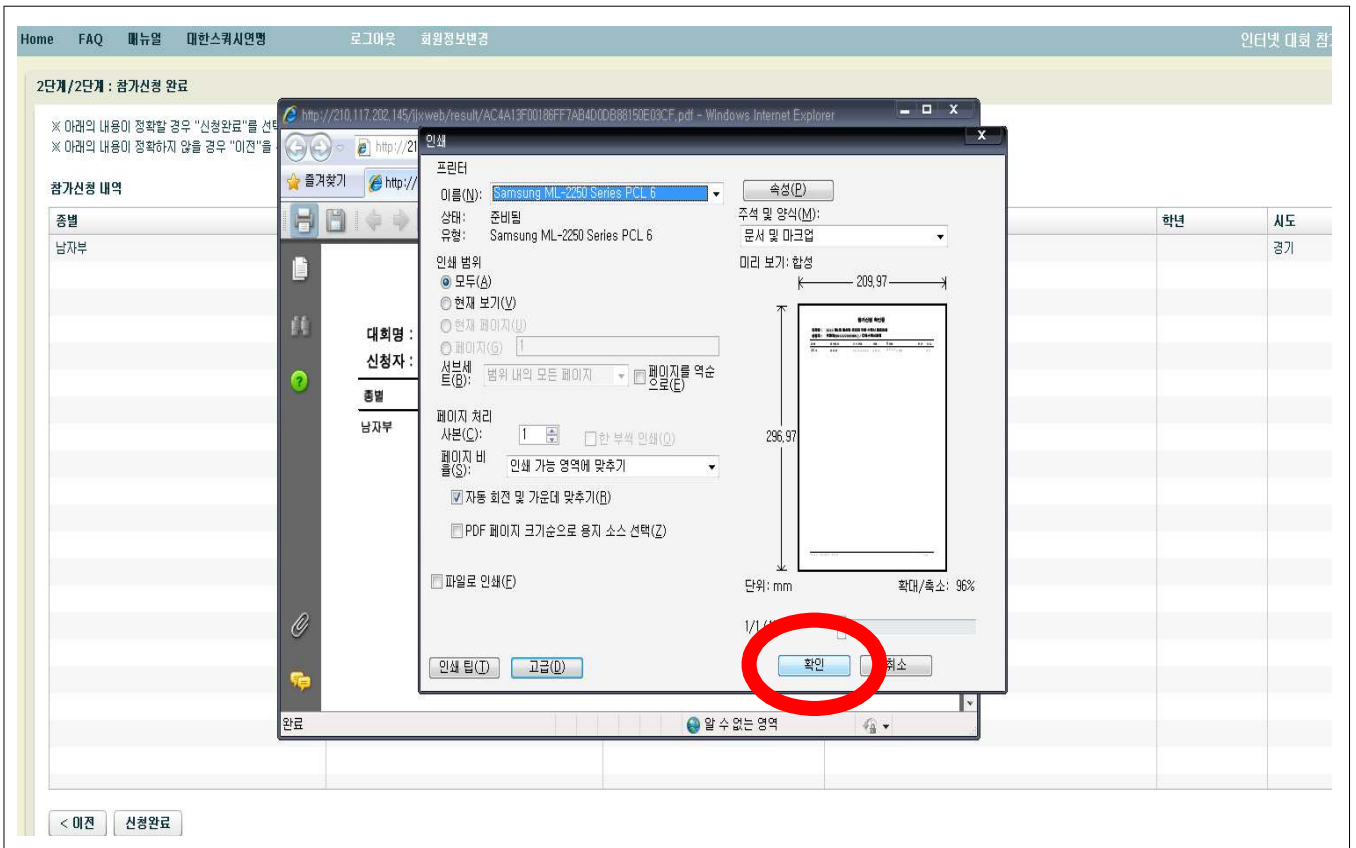 Home FAQ 매뉴얼 대한스쿼시연맹 로그아웃 회원정보변경 인터넷 대회 참
2단계/2단계 : 참가신청 완료
※ 아래의 내용이 정확할 경우 "신청완료"를 선
※ 아래의 내용이 정확하지 않을 경우 "이전"을
참가신청 내역
종별 학년 시도
남자부 경기
http://210,117,202,145/ijxweb/result/AC4A13F00186FF7AB4D0DB88150E03CF.pdf - Windows Internet Explorer
http://21
즐겨찾기 http://
대회명 :
신청자 :
종별
남자부
인쇄 X
프린터
이름(N): Samsung ML-2250 Series PCL 6 속성(P)
상태: 준비됨 주석 및 양식(M):
유형: Samsung ML-2250 Series PCL 6 문서 및 마크업
인쇄 범위 미리 보기: 합성
모두(A) 209,97
현재 보기(V)
현재 페이지(U)
페이지(G) 1
서브세
트(B): 범위 내의 모든 페이지 페이지를 역순
으로(E)
페이지 처리
사본(C): 1 한 부씩 인쇄(O) 296,97
페이지 비
율(S): 인쇄 가능 영역에 맞추기
자동 회전 및 가운데 맞추기(R)
PDF 페이지 크기순으로 용지 소스 선택(Z)
파일로 인쇄(F) 단위: mm 확대/축소: 96%
1/1
인쇄 팁(T) 고급(D) 확인 취소
완료 알 수 없는 영역
< 이전 신청완료